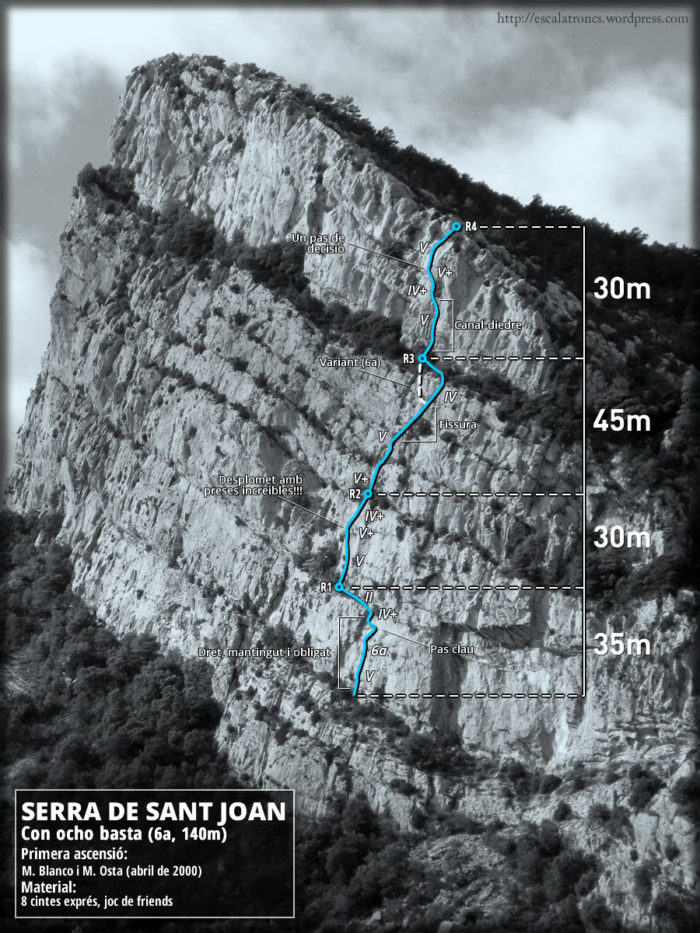 http://escalatroncs.wordpress.com
R4
Un pas de
decisió
V
V+
IV+
30m
V
Canal-diedre
R3
Variant (6a)
IV
45m
Fissura
V
Desplomet amb
preses increïbles!!!
V+
R2
IV+
V+
30m
V
R1
II
IV+
Dret, mantingut i obligat
6a
Pas clau
35m
V
SERRA DE SANT JOAN
Con ocho basta (6a, 140m)
Primera ascensió:
M. Blanco i M. Osta (abril de 2000)
Material:
8 cintes exprés, joc de friends